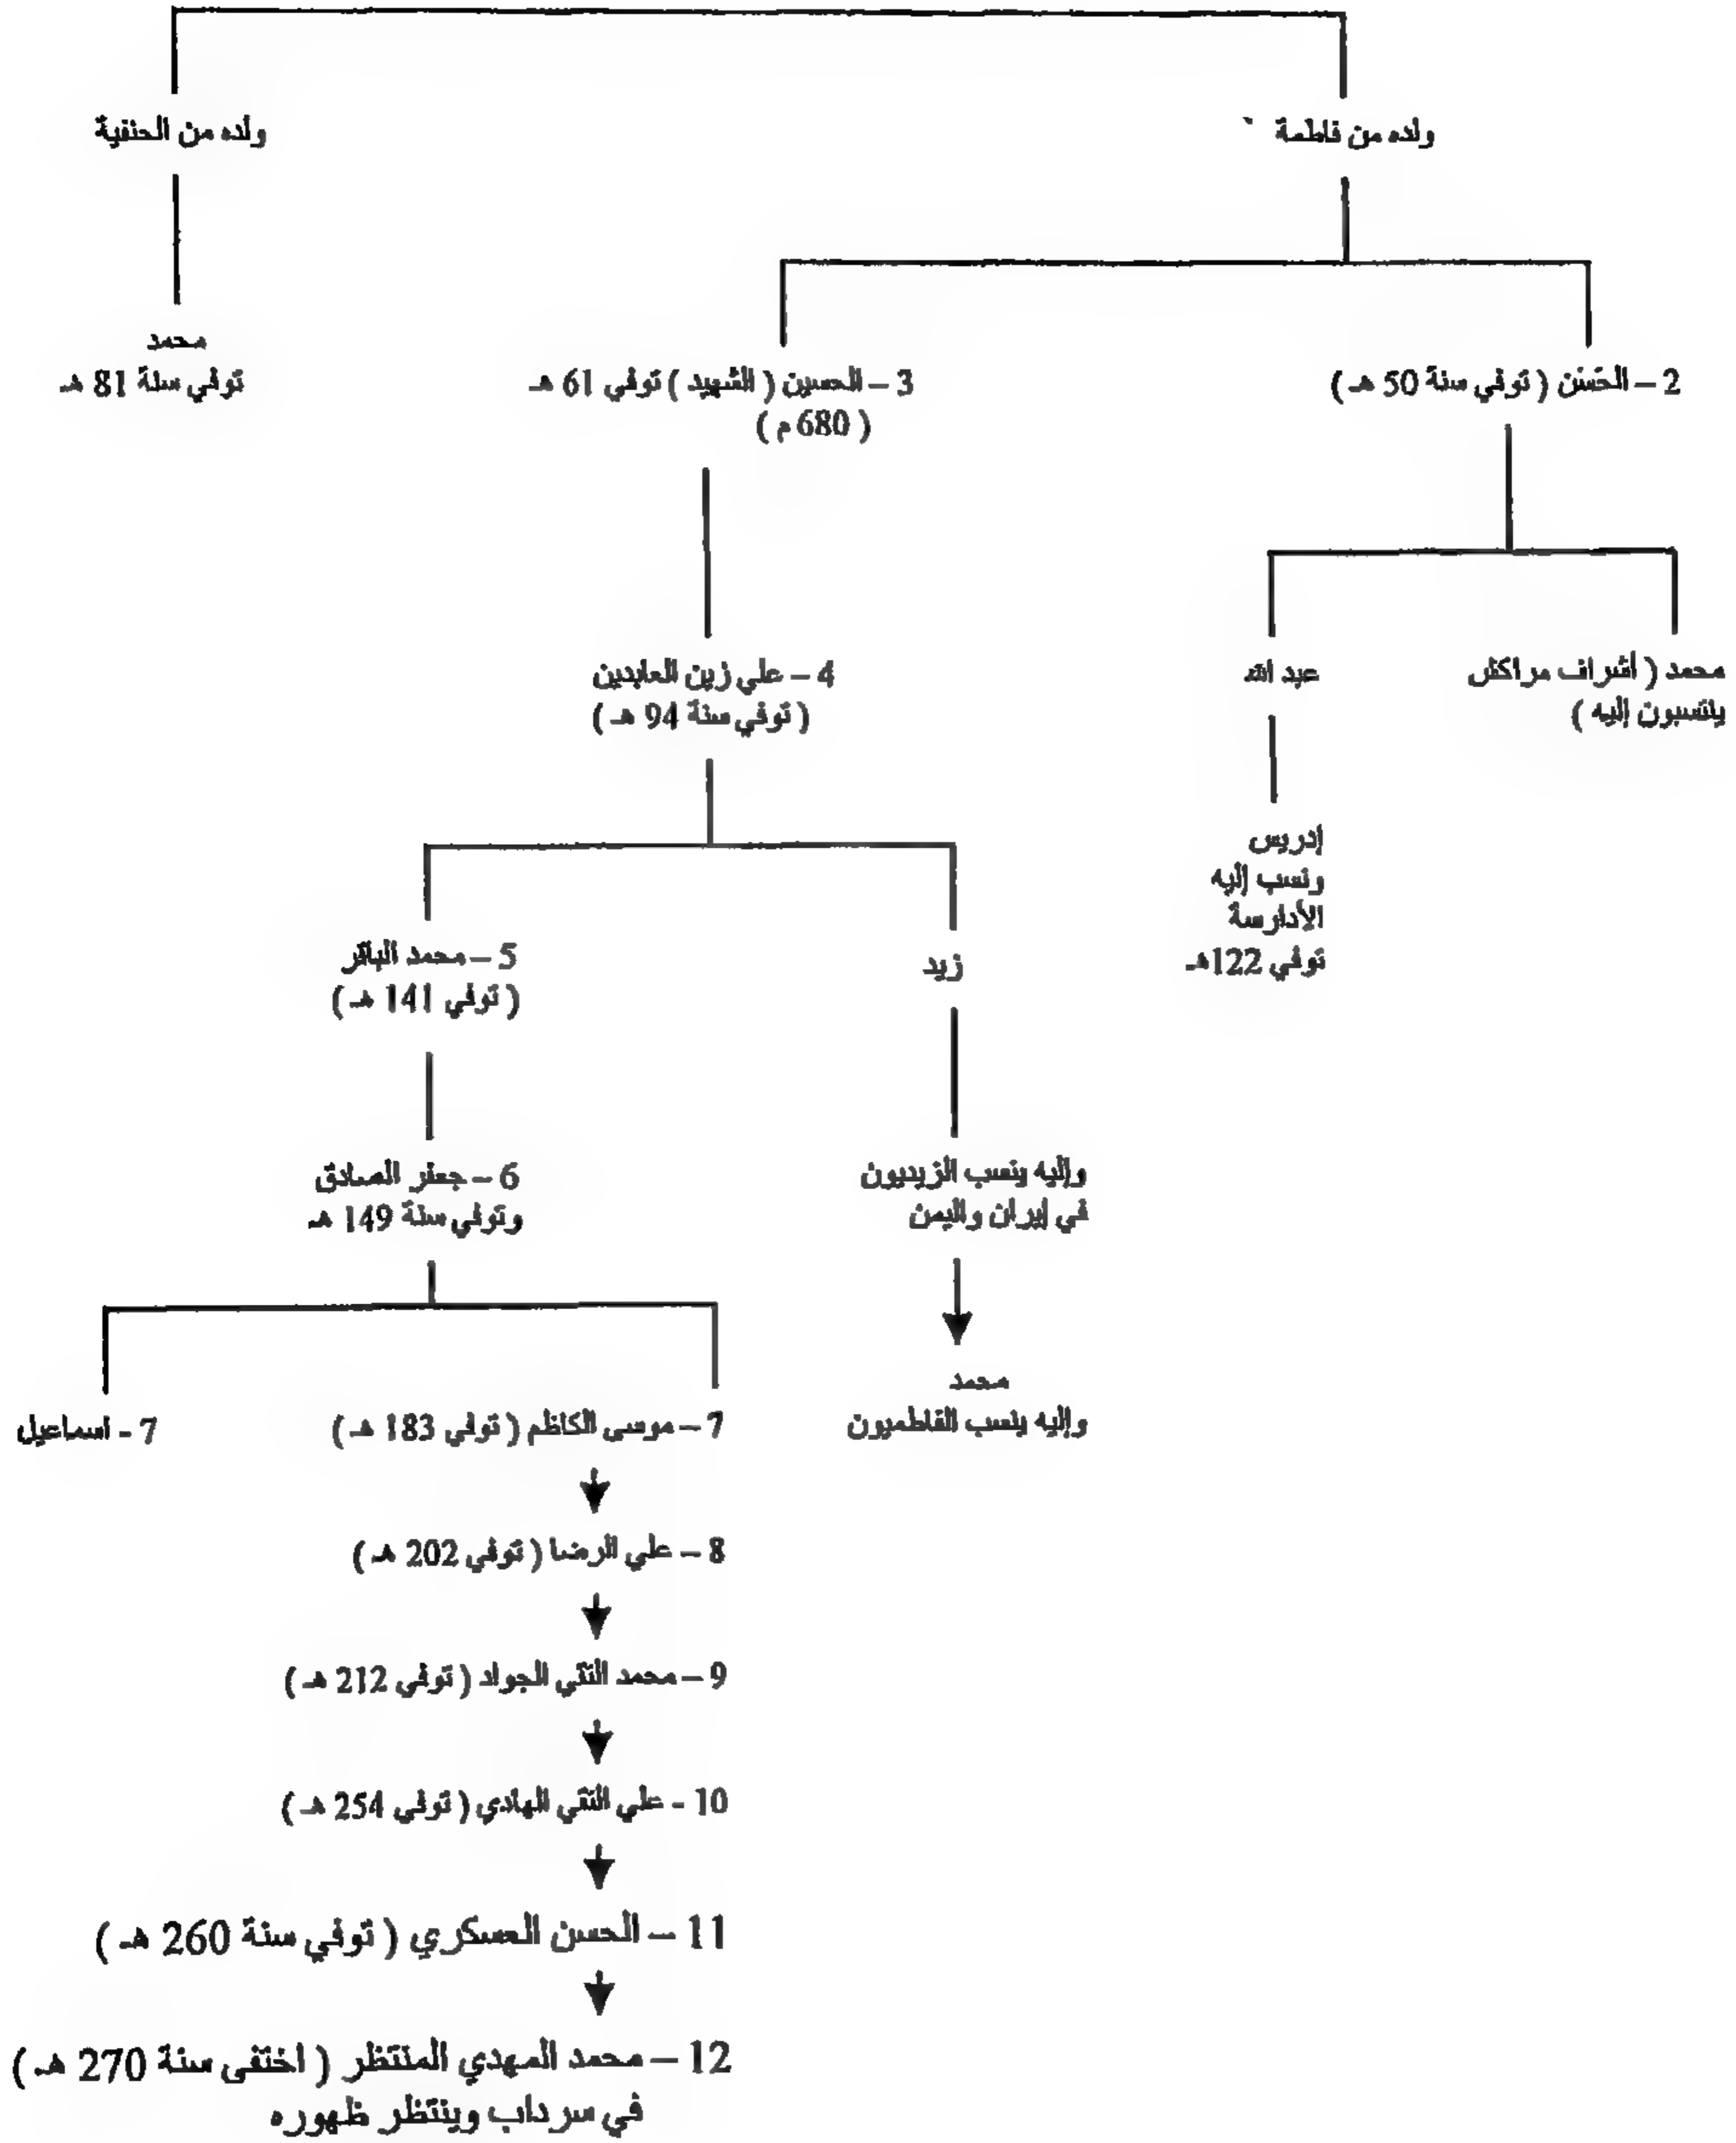 ولده من فاطمة
ولده من الحنفية
2 – الحسن ( توفي سنة 50 هـ )
3 – الحسين ( الشهيد ) توفي 61 هـ
( 680 م )
محمد
توفي سنة 81 هـ
محمد ( أشراف مراكش
ينتسبون إليه )
عبد الله
4 – علي زين العابدين
( توفي سنة 94 هـ )
إدريس
ونسب إليه
الأدارسة
توفي 122هـ
زيد
5 – محمد الباقر
( توفي 141 هـ )
وإليه ينسب الزيديون
في إيران واليمن
6 – جعفر الصادق
وتوفي سنة 149 هـ
محمد
وإليه ينسب الفاطميون
7 – موسى الكاظم ( توفي 183 هـ )
7 - اسماعيل
8 – علي الرضا ( توفي 202 هـ )
9 – محمد التقي الجواد ( توفي 212 هـ )
10 - علي النقي الهادي ( توفي 254 هـ )
11 – الحسن العسكري ( توفي سنة 260 هـ )
12 – محمد المهدي المنتظر ( اختفى سنة 270 هـ )
في سرداب وينتظر ظهوره